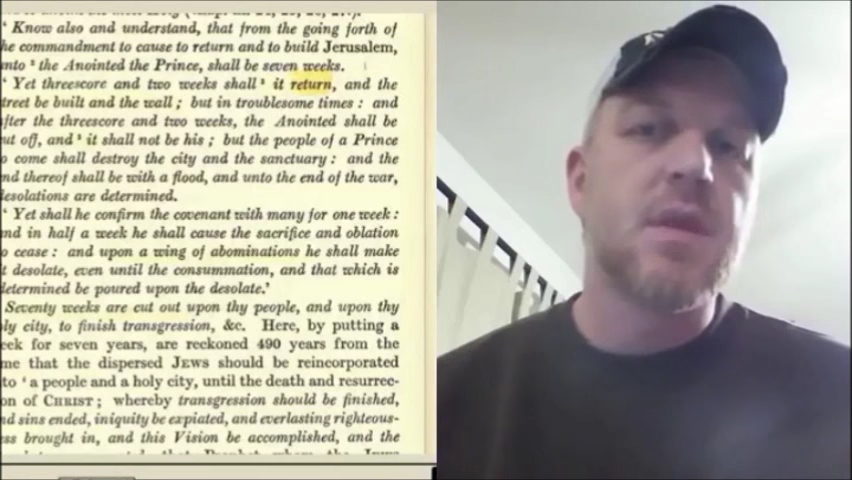 ' Know also and understand, that from the going forth of
he commandment to cause to return and to build Jerusalem,
nto ² the Anointed the Prince, shall be seven weeks.
' Yet threescore and two weeks shall ³ it return, and the
treet be built and the wall ; but in troublesome times : and
fter the threescore and two weeks, the Anointed shall be
ut off, and it shall not be his ; but the people of a Prince
o come shall destroy the city and the sanctuary : and the
nd thereof shall be with a flood, and unto the end of the war,
esolations are determined.
' Yet shall he confirm the covenant with many for one week :
nd in half a week he shall cause the sacrifice and oblation
o cease : and upon a wing of abominations he shall make
t desolate, even until the consummation, and that which is
etermined be poured upon the desolate.'
Seventy weeks are cut out upon thy people, and upon thy
oly city, to finish transgression, &c. Here, by putting a
eek for seven years, are reckoned 490 years from the
me that the dispersed JEWS should be reincorporated
to ' a people and a holy city, until the death and resurrec-
on of CHRIST ; whereby transgression should be finished,
nd sins ended, iniquity be expiated, and everlasting righteous-
ess brought in, and this Vision be accomplished, and the